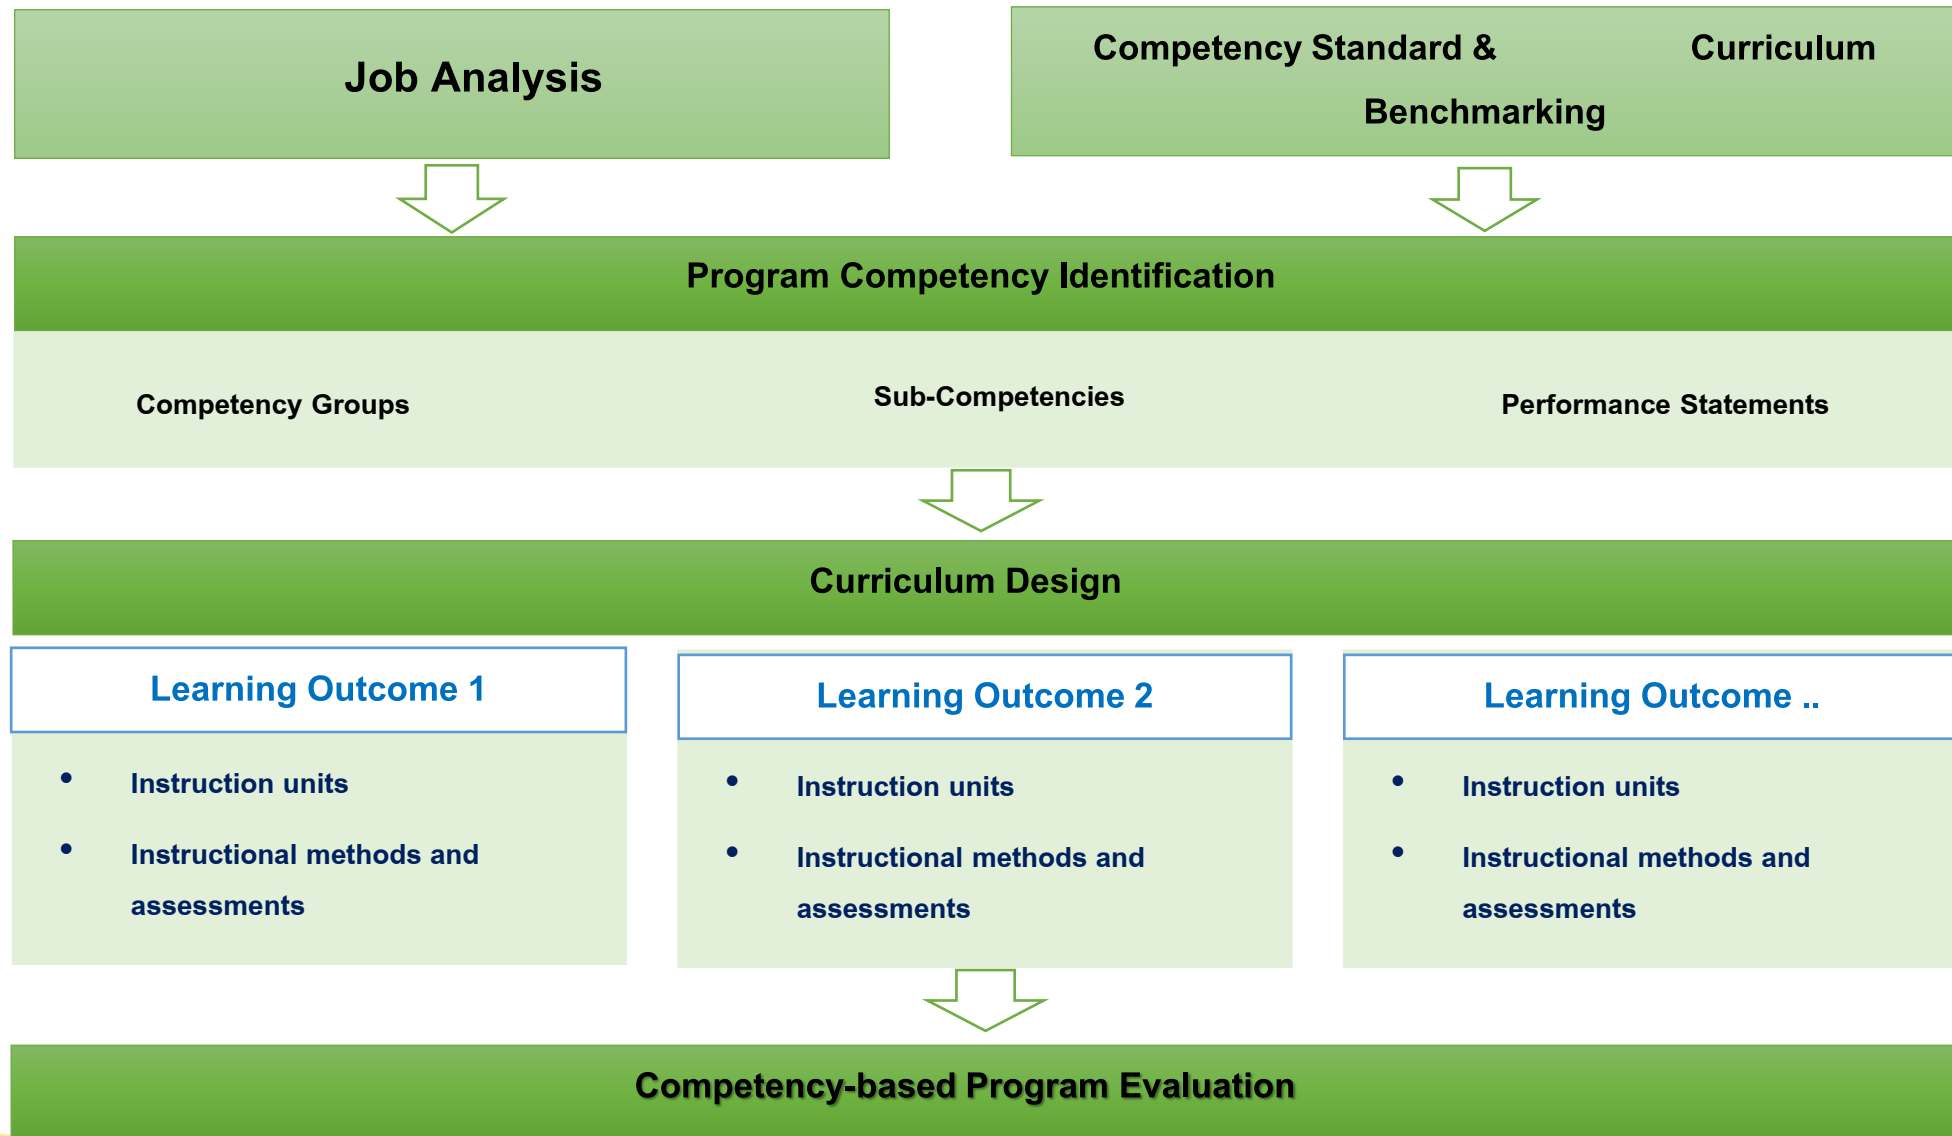 Job Analysis
Competency Standard & Curriculum
Benchmarking
Program Competency Identification
Competency Groups
Sub-Competencies
Performance Statements
Curriculum Design
Learning Outcome 1
• Instruction units
• Instructional methods and
assessments
Learning Outcome 2
• Instruction units
• Instructional methods and
assessments
Learning Outcome ..
• Instruction units
• Instructional methods and
assessments
Competency-based Program Evaluation